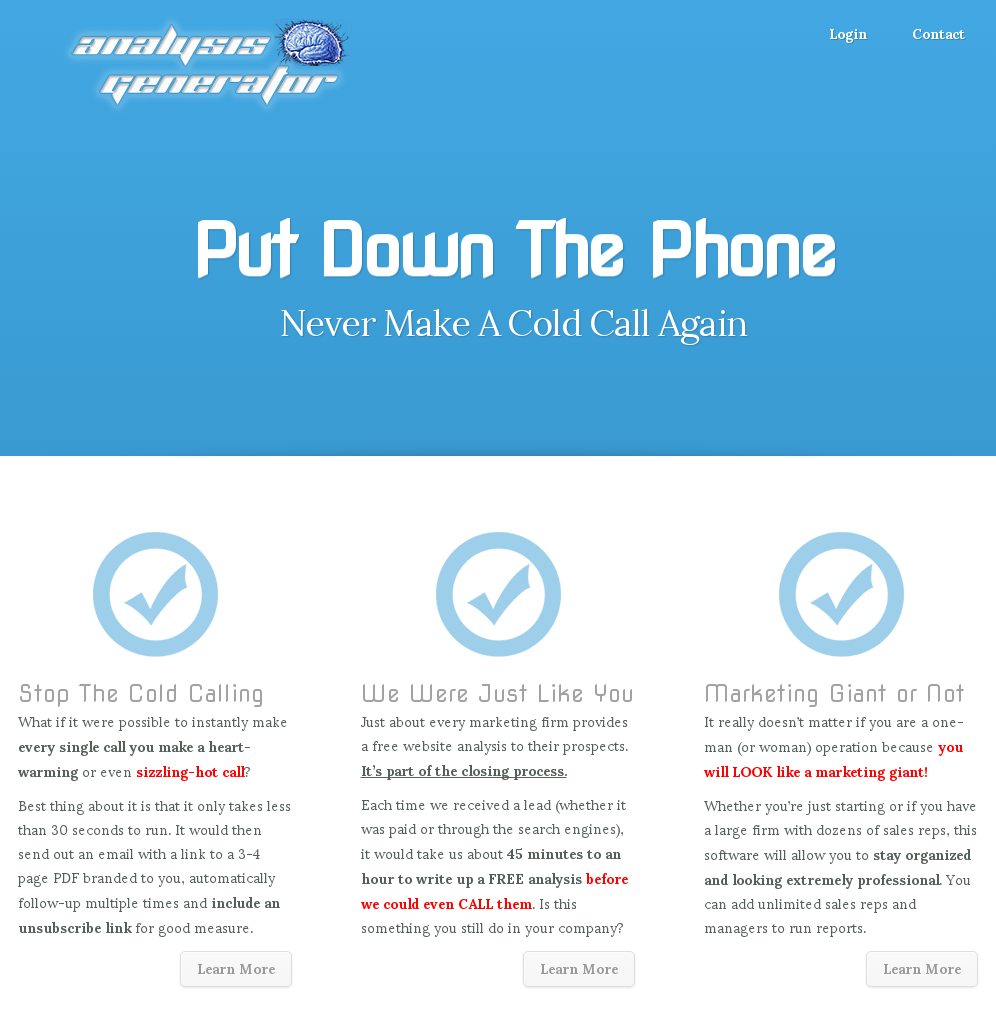 analysis
generator
Login
Contact
Put Down The Phone
Never Make A Cold Call Again
Stop The Cold Calling
What if it were possible to instantly make
every single call you make a heart-
warming or even sizzling-hot call?
Best thing about it is that it only takes less
than 30 seconds to run. It would then
send out an email with a link to a 3-4
page PDF branded to you, automatically
follow-up multiple times and include an
unsubscribe link for good measure.
Learn More
We Were Just Like You
Just about every marketing firm provides
a free website analysis to their prospects.
It's part of the closing process.
Each time we received a lead (whether it
was paid or through the search engines),
it would take us about 45 minutes to an
hour to write up a FREE analysis before
we could even CALL them. Is this
something you still do in your company?
Learn More
Marketing Giant or Not
It really doesn't matter if you are a one-
man (or woman) operation because you
will LOOK like a marketing giant!
Whether you're just starting or if you have
a large firm with dozens of sales reps, this
software will allow you to stay organized
and looking extremely professional. You
can add unlimited sales reps and
managers to run reports.
Learn More